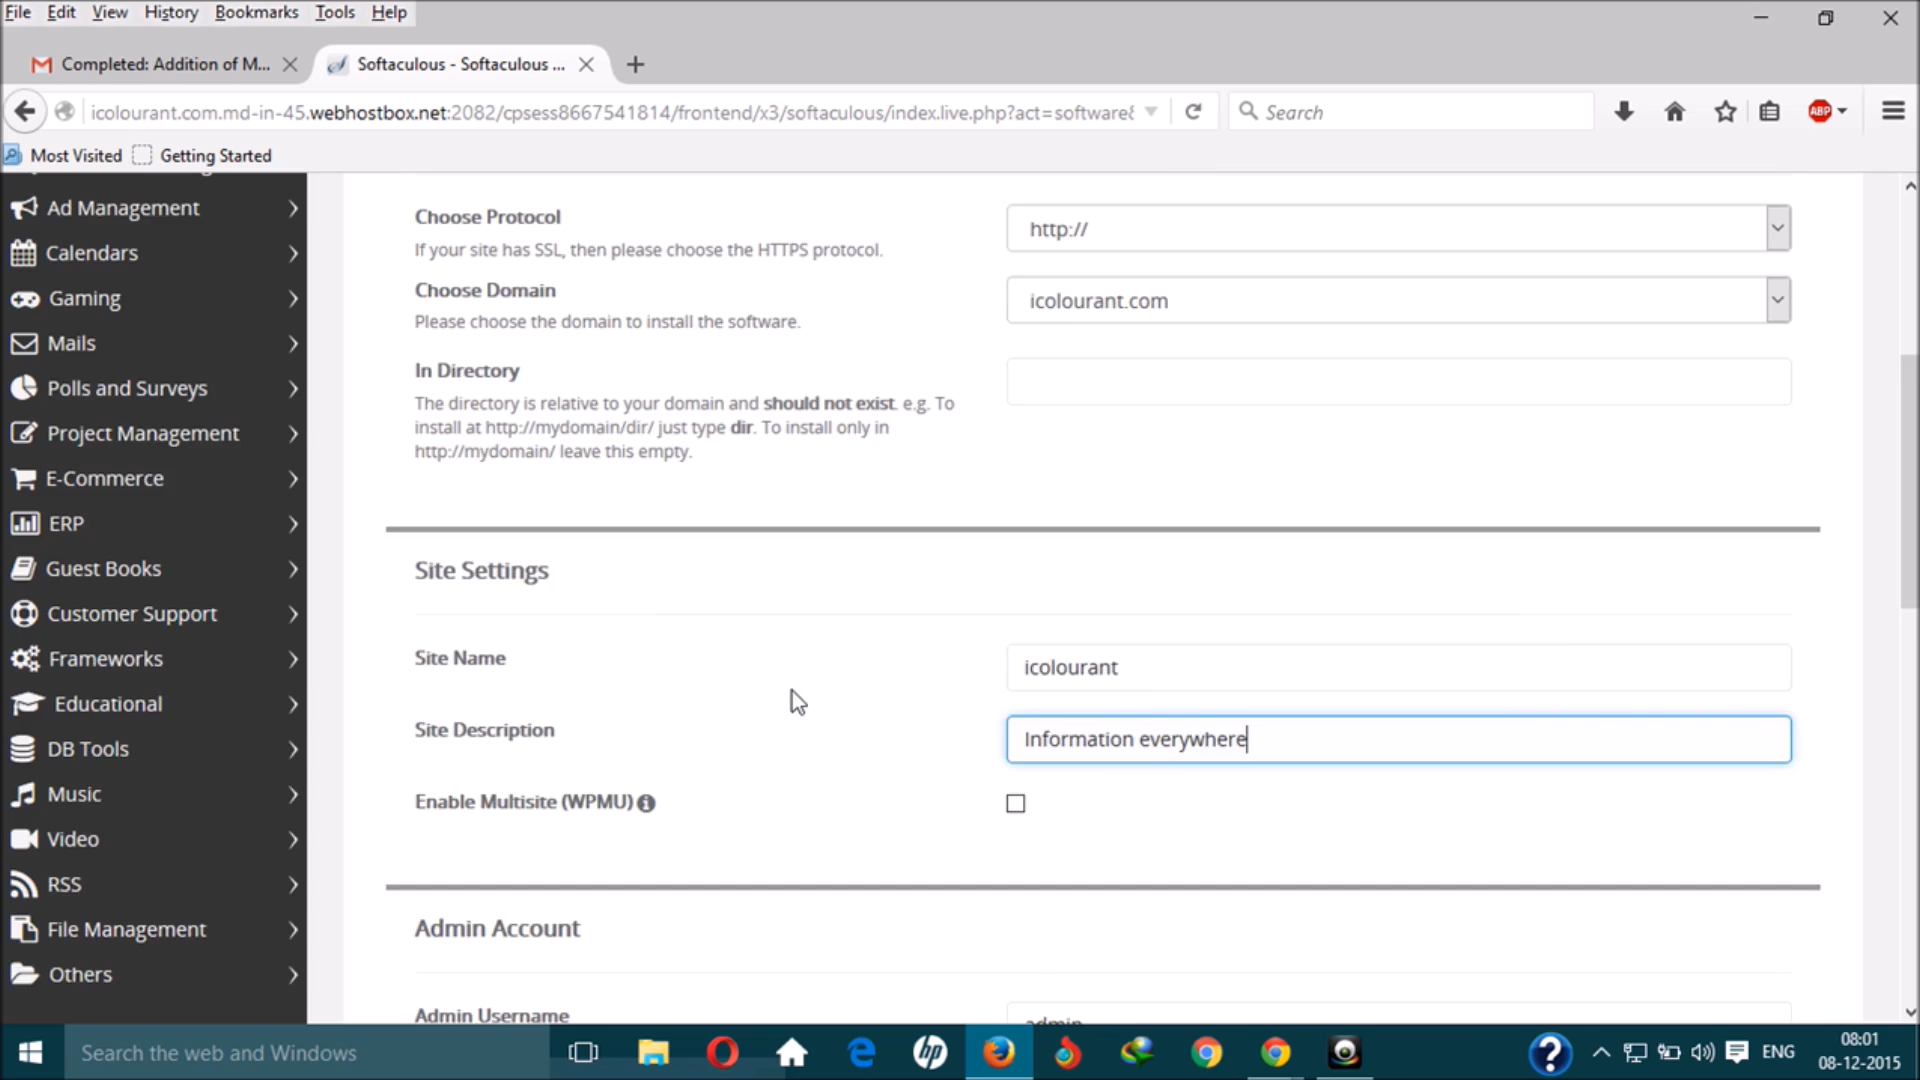 File Edit View History Bookmarks Tools Help
Completed: Addition of M...
Softaculous - Softaculous ...
icolourant.com.md-in-45.webhostbox.net:2082/cpsess8667541814/frontend/x3/softaculous/index.live.php?act=software&
Search
ABP
Most Visited
Getting Started
Ad Management
Calendars
Gaming
Mails
Polls and Surveys
Project Management
E-Commerce
ERP
Guest Books
Customer Support
Frameworks
Educational
DB Tools
Music
Video
RSS
File Management
Others
Choose Protocol
If your site has SSL, then please choose the HTTPS protocol.
http://
Choose Domain
Please choose the domain to install the software.
icolourant.com
In Directory
The directory is relative to your domain and should not exist. e.g. To
install at http://mydomain/dir/ just type dir. To install only in
http://mydomain/ leave this empty.
Site Settings
Site Name
icolourant
Site Description
Information everywhere
Enable Multisite (WPMU)
Admin Account
Admin Username
admin
Search the web and Windows
hp
ENG
08:01
08-12-2015